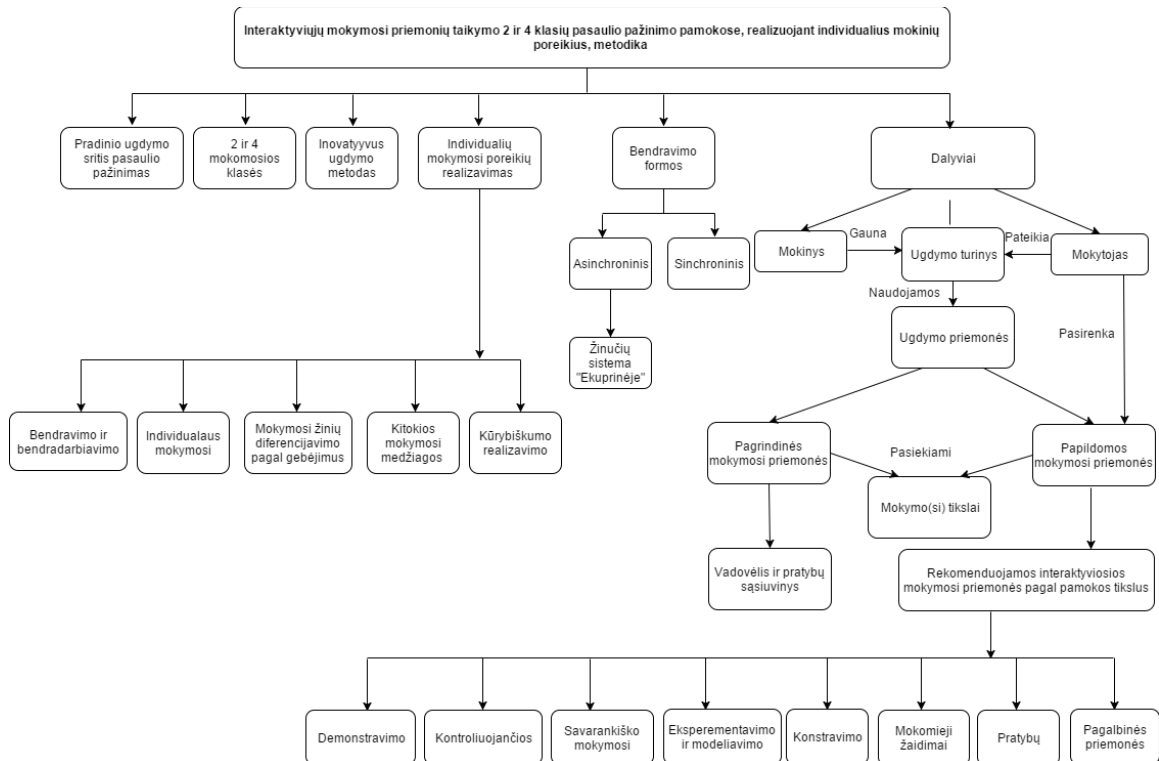 Interaktyviųjų mokymosi priemonių taikymo 2 ir 4 klasių pasaulio pažinimo pamokose, realizuojant individualius mokinių
poreikius, metodika
Pradinio ugdymo
sritis pasaulio
pažinimas
2 ir 4
mokomosios
klasės
Inovatyvus
ugdymo
metodas
Individualių
mokymosi poreikių
realizavimas
Bendravimo
formos
Dalyviai
Asinchroninis
Sinchroninis
Mokinys
Gauna
Ugdymo turinys
Pateikia
Mokytojas
Naudojamos
Ugdymo priemonės
Pasirenka
Žinučių
sistema
"Ekuprinėje"
Bendravimo ir
bendradarbiavimo
Individualaus
mokymosi
Mokymosi žinių
diferencijavimo
pagal gebėjimus
Kitokios
mokymosi
medžiagos
Kūrybiškumo
realizavimo
Pagrindinės
mokymosi priemonės
Pasiekiami
Papildomos
mokymosi priemonės
Mokymo(si) tikslai
Vadovėlis ir pratybų
sąsiuvinys
Rekomenduojamos interaktyviosios
mokymosi priemonės pagal pamokos tikslus
Demonstravimo
Kontroliuojančios
Savarankiško
mokymosi
Eksperementavimo
ir modeliavimo
Konstravimo
Mokomieji
žaidimai
Pratybų
Pagalbinės
priemonės